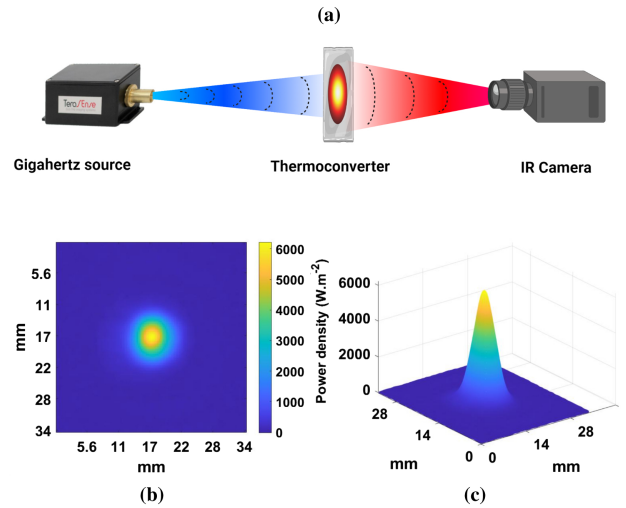 (a)
Tera/Ense
Gigahertz source
Thermoconverter
IR Camera
5.6
11
17
22
28
34
mm
5.6 11 17 22 28 34
mm
6000
5000
4000
3000
2000
1000
0
(b)
Power density (W.m-2)
6000
4000
2000
0
28
14
0
mm
0
14
28
mm
(c)